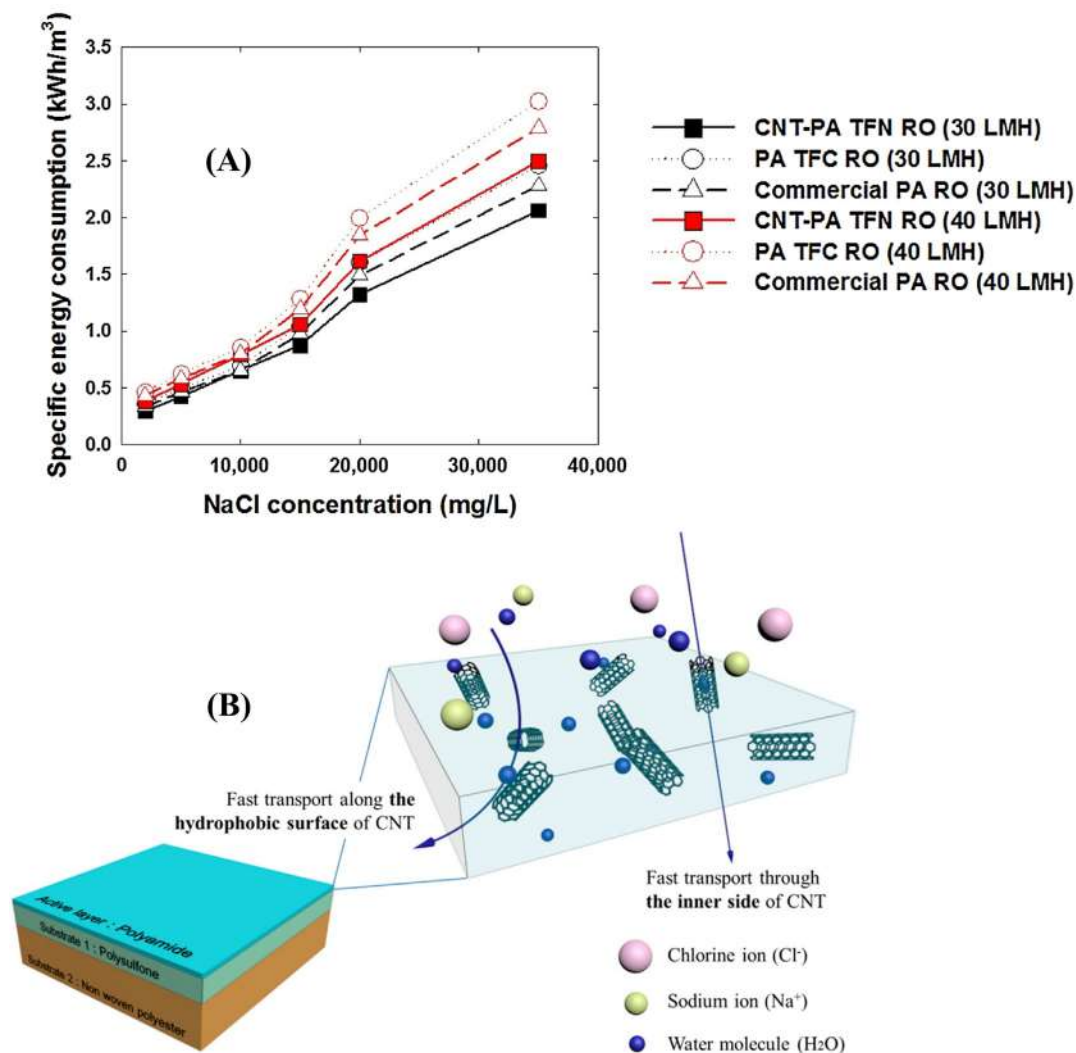 Specific energy consumption (kWh/m³)
3.5
3.0
2.5
2.0
1.5
1.0
0.5
0.0
(A)
0
10,000
20,000
30,000
40,000
NaCl concentration (mg/L)
CNT-PA TFN RO (30 LMH)
PA TFC RO (30 LMH)
Commercial PA RO (30 LMH)
CNT-PA TFN RO (40 LMH)
PA TFC RO (40 LMH)
Commercial PA RO (40 LMH)
(B)
Fast transport along the
hydrophobic surface of CNT
Fast transport through
the inner side of CNT
Active layer : Polyamide
Substrate 1 : Polysulfone
Substrate 2 : Non woven polyester
Chlorine ion (Cl-)
Sodium ion (Na⁺)
Water molecule (H2O)